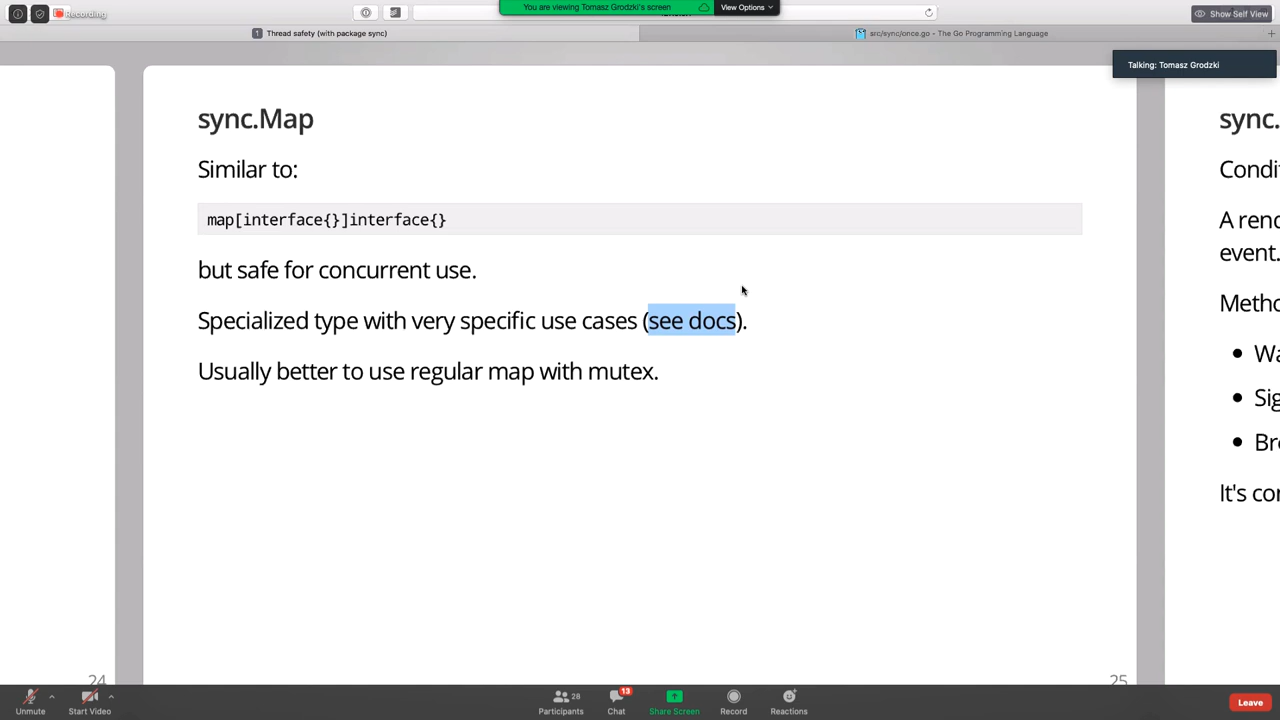 Recording
You are viewing Tomasz Grodzki's screen
View Options
Show Self View
1 Thread safety (with package sync)
src/sync/once.go - The Go Programming Language
Talking: Tomasz Grodzki
sync.Map
Similar to:
map[interface{}]interface{}
but safe for concurrent use.
Specialized type with very specific use cases (see docs).
Usually better to use regular map with mutex.
24
25
sync.
Condi
A rend
event.
Metho
Wa
Sig
Bro
It's con
Unmute
Start Video
Participants
28
Chat
13
Share Screen
Record
Reactions
Leave